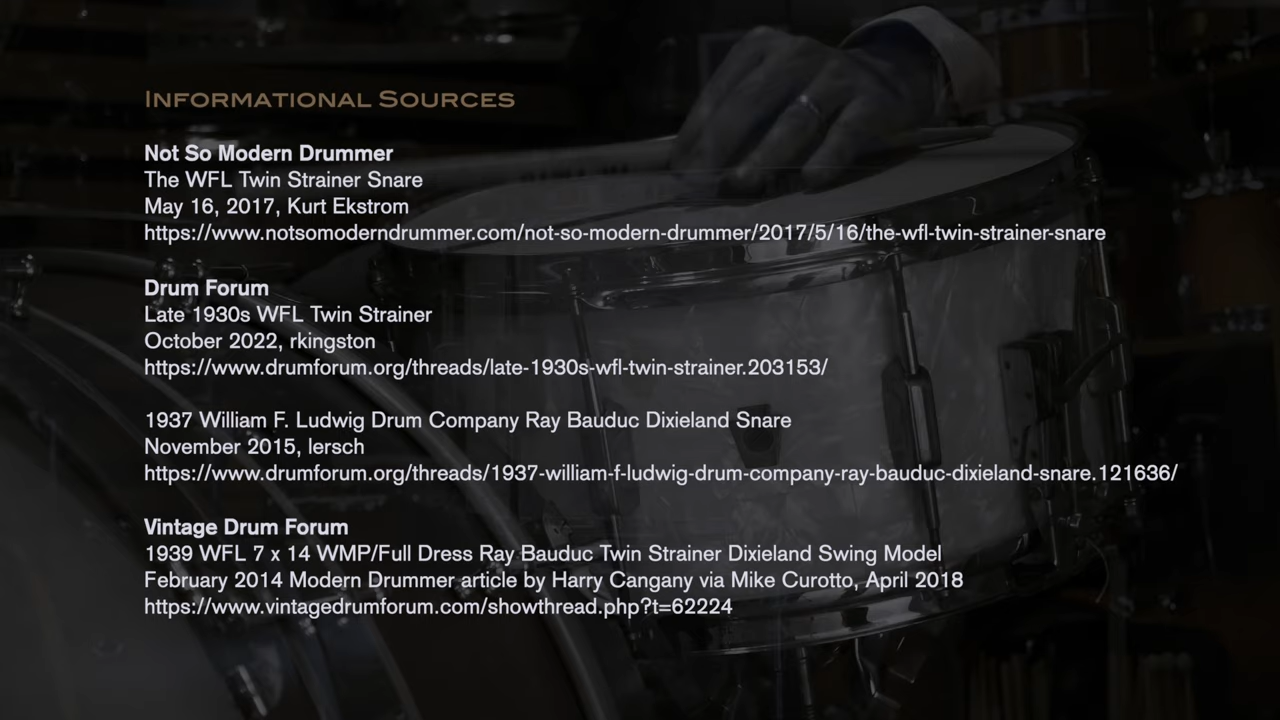 Informational Sources
Not So Modern Drummer
The WFL Twin Strainer Snare
May 16, 2017, Kurt Ekstrom
https://www.notsomoderndrummer.com/not-so-modern-drummer/2017/5/16/the-wfl-twin-strainer-snare
Drum Forum
Late 1930s WFL Twin Strainer
October 2022, rkingston
https://www.drumforum.org/threads/late-1930s-wfl-twin-strainer.203153/
1937 William F. Ludwig Drum Company Ray Bauduc Dixieland Snare
November 2015, lersch
https://www.drumforum.org/threads/1937-william-f-ludwig-drum-company-ray-bauduc-dixieland-snare.121636/
Vintage Drum Forum
1939 WFL 7 x 14 WMP/Full Dress Ray Bauduc Twin Strainer Dixieland Swing Model
February 2014 Modern Drummer article by Harry Cangany via Mike Curotto, April 2018
https://www.vintagedrumforum.com/showthread.php?t=62224